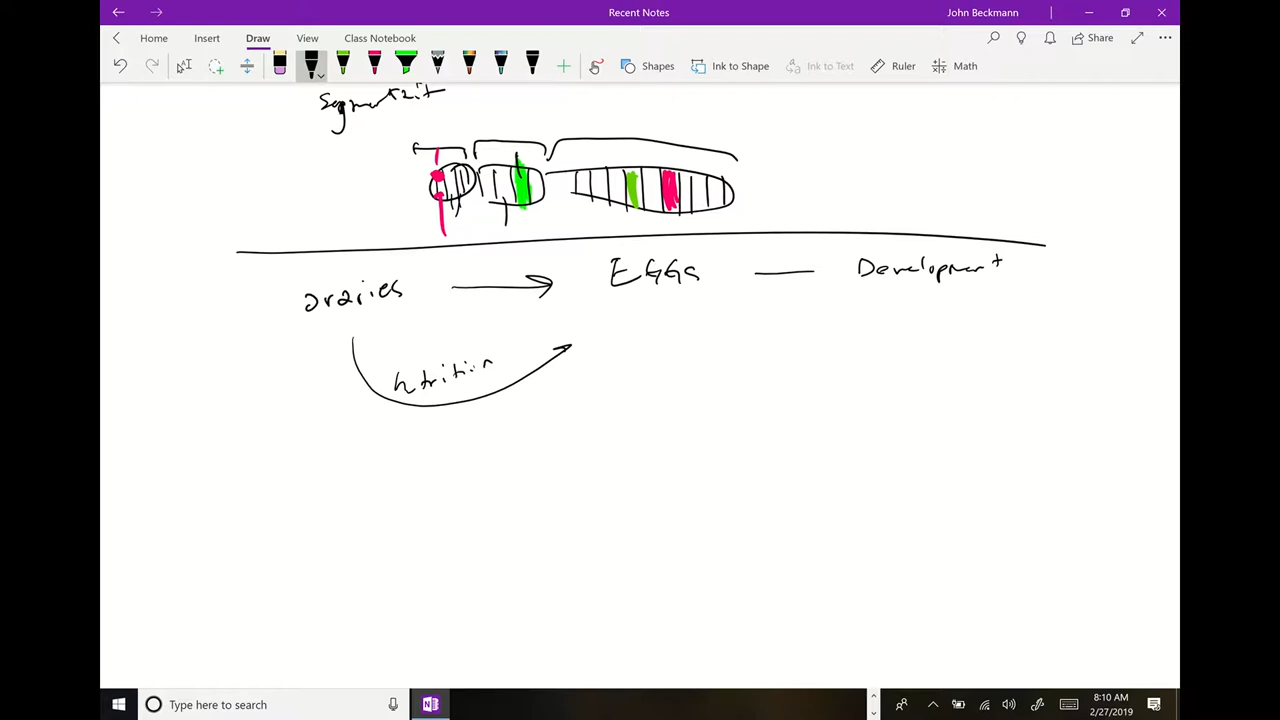 Recent Notes
John Beckmann
Home Insert Draw View Class Notebook
Share
Ink to Shape Ink to Text
Shapes
Ruler
Math
ovaries EGGs Development
nutrition
Type here to search
8:10 AM
2/27/2019